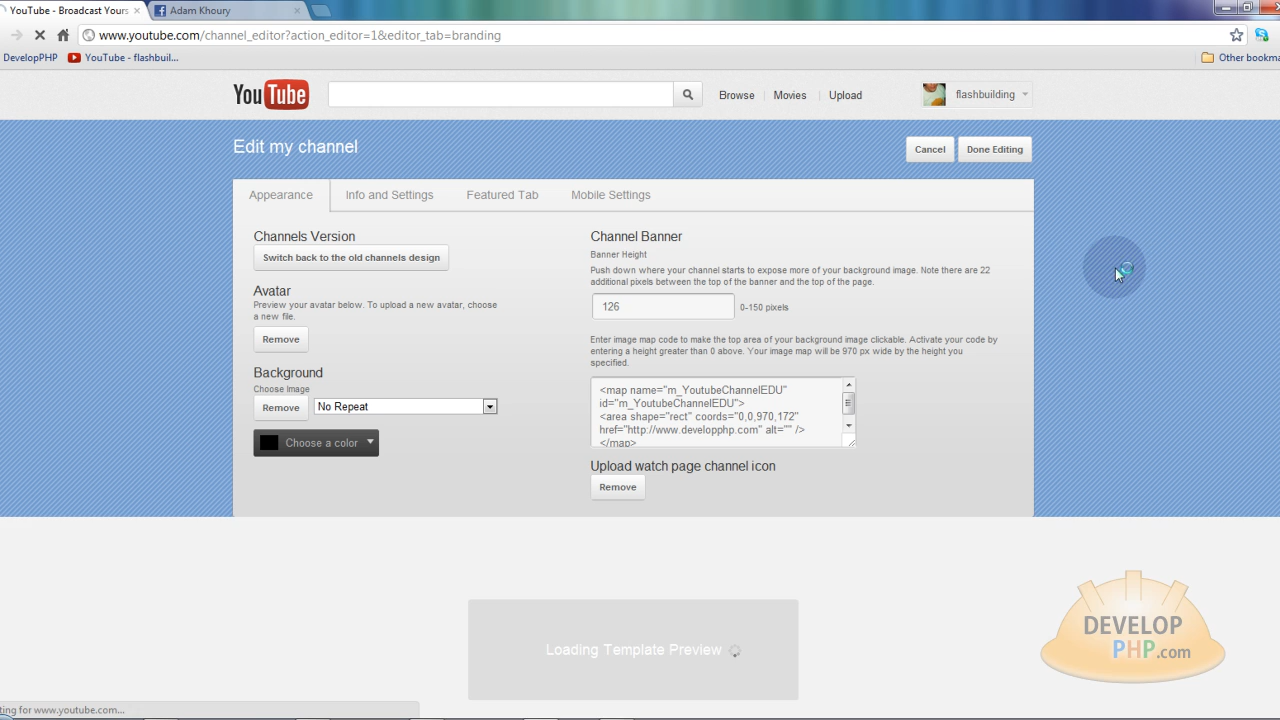 YouTube - Broadcast Yours
Adam Khoury
www.youtube.com/channel_editor?action_editor=1&editor_tab=branding
DevelopPHP
YouTube - flashbuil...
Other bookma
YouTube
Browse
Movies
Upload
flashbuilding
Edit my channel
Cancel
Done Editing
Appearance
Info and Settings
Featured Tab
Mobile Settings
Channels Version
Switch back to the old channels design
Avatar
Preview your avatar below. To upload a new avatar, choose
a new file.
Remove
Background
Choose Image
Remove
No Repeat
Choose a color
Channel Banner
Banner Height
Push down where your channel starts to expose more of your background image. Note there are 22
additional pixels between the top of the banner and the top of the page.
126
0-150 pixels
Enter image map code to make the top area of your background image clickable. Activate your code by
entering a height greater than 0 above. Your image map will be 970 px wide by the height you
specified.
<map name="m_YoutubeChannelEDU"
id="m_YoutubeChannelEDU">
<area shape="rect" coords="0,0,970,172"
href="http://www.developphp.com" alt="" />
</map>
Upload watch page channel icon
Remove
Loading Template Preview
DEVELOP
PHP.com
ting for www.youtube.com...